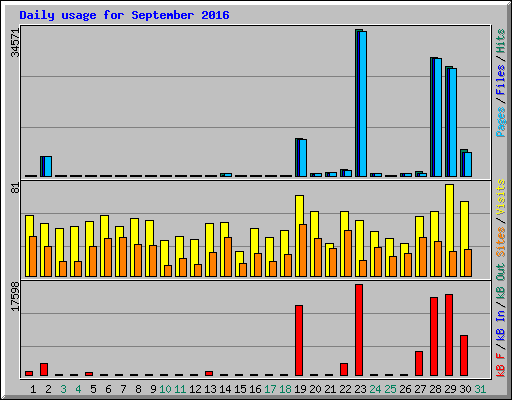 Daily usage for September 2016
34571
Pages / Files / Hits
81
Sites / Visits
17598
kB F / kB In / kB Out
1 2 3 4 5 6 7 8 9 10 11 12 13 14 15 16 17 18 19 20 21 22 23 24 25 26 27 28 29 30 31